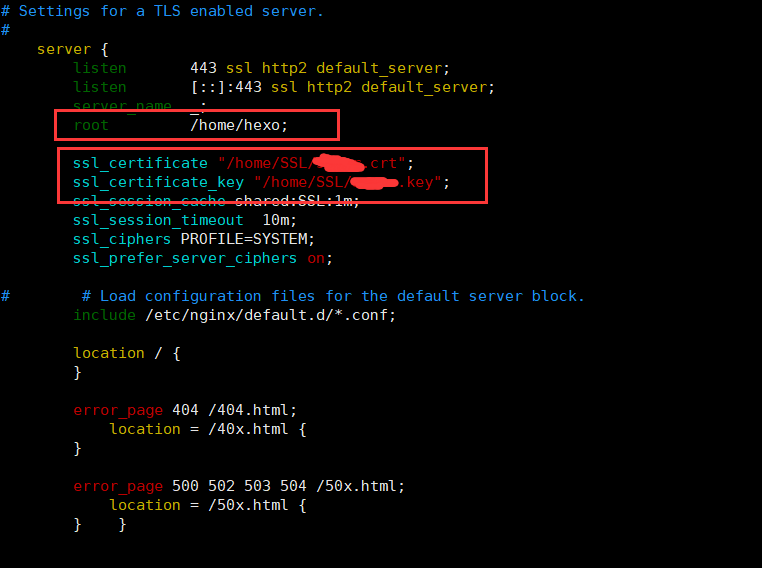 # Settings for a TLS enabled server.
#
server {
listen 443 ssl http2 default_server;
listen [::]:443 ssl http2 default_server;
server_name _;
root /home/hexo;
ssl_certificate "/home/SSL/ .crt";
ssl_certificate_key "/home/SSL/ .key";
ssl_session_cache shared:SSL:1m;
ssl_session_timeout 10m;
ssl_ciphers PROFILE=SYSTEM;
ssl_prefer_server_ciphers on;
# # Load configuration files for the default server block.
include /etc/nginx/default.d/*.conf;
location / {
}
error_page 404 /404.html;
location = /40x.html {
}
error_page 500 502 503 504 /50x.html;
location = /50x.html {
} }